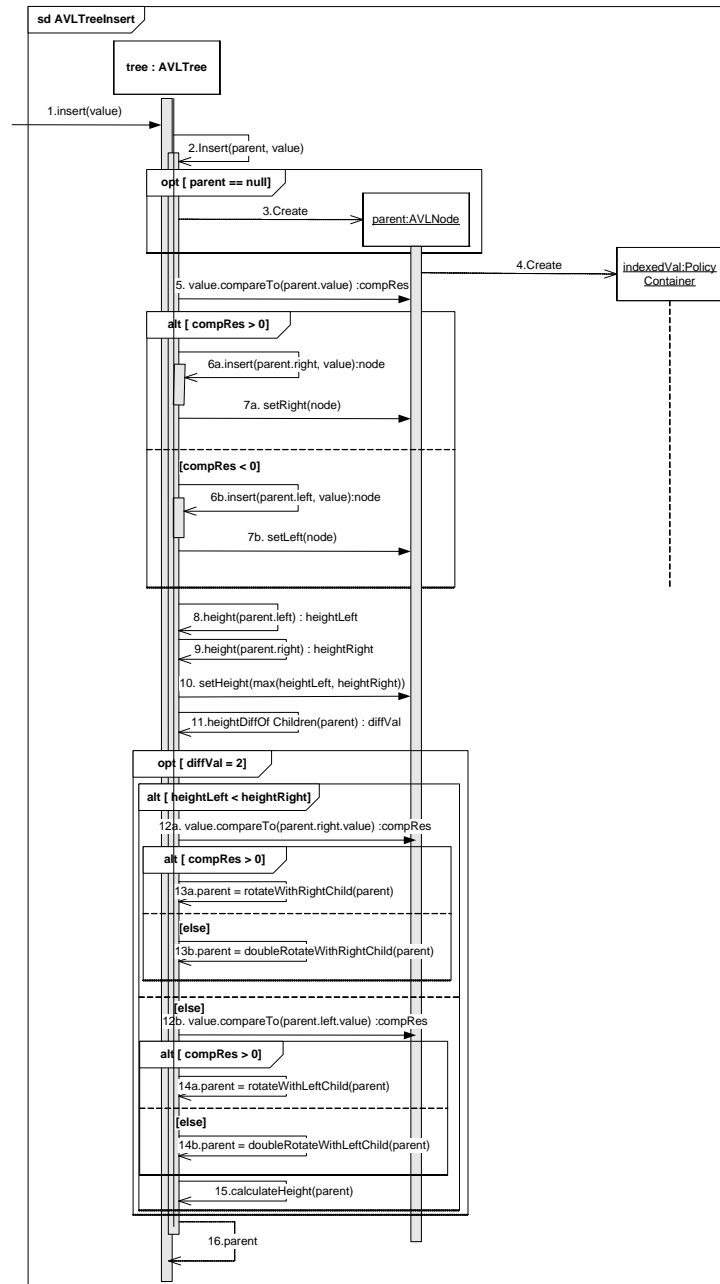 sd AVLTreeInsert
tree : AVLTree
1.insert(value)
2.Insert(parent, value)
opt [ parent == null]
3.Create
parent:AVLNode
4.Create
indexedVal:Policy
Container
5. value.compareTo(parent.value) :compRes
alt [ compRes > 0]
6a.insert(parent.right, value):node
7a. setRight(node)
[compRes < 0]
6b.insert(parent.left, value):node
7b. setLeft(node)
8.height(parent.left) : heightLeft
9.height(parent.right) : heightRight
10. setHeight(max(heightLeft, heightRight))
11.heightDiffOf Children(parent) : diffVal
opt [ diffVal = 2]
alt [ heightLeft < heightRight]
12a. value.compareTo(parent.right.value) :compRes
alt [ compRes > 0]
13a.parent = rotateWithRightChild(parent)
[else]
13b.parent = doubleRotateWithRightChild(parent)
[else]
12b. value.compareTo(parent.left.value) :compRes
alt [ compRes > 0]
14a.parent = rotateWithLeftChild(parent)
[else]
14b.parent = doubleRotateWithLeftChild(parent)
15.calculateHeight(parent)
16.parent